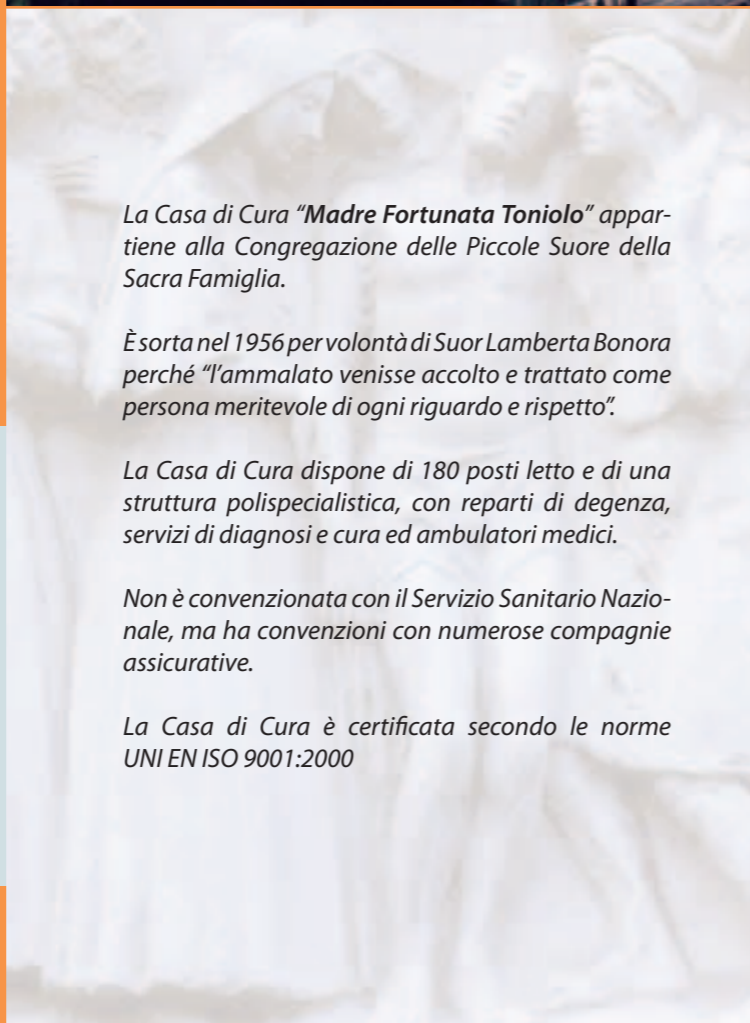 La Casa di Cura “Madre Fortunata Toniolo” appar-
tiene alla Congregazione delle Piccole Suore della
Sacra Famiglia.
È sorta nel 1956 per volontà di Suor Lamberta Bonora
perché “l’ammalato venisse accolto e trattato come
persona meritevole di ogni riguardo e rispetto”.
La Casa di Cura dispone di 180 posti letto e di una
struttura polispecialistica, con reparti di degenza,
servizi di diagnosi e cura ed ambulatori medici.
Non è convenzionata con il Servizio Sanitario Nazio-
nale, ma ha convenzioni con numerose compagnie
assicurative.
La Casa di Cura è certificata secondo le norme
UNI EN ISO 9001:2000